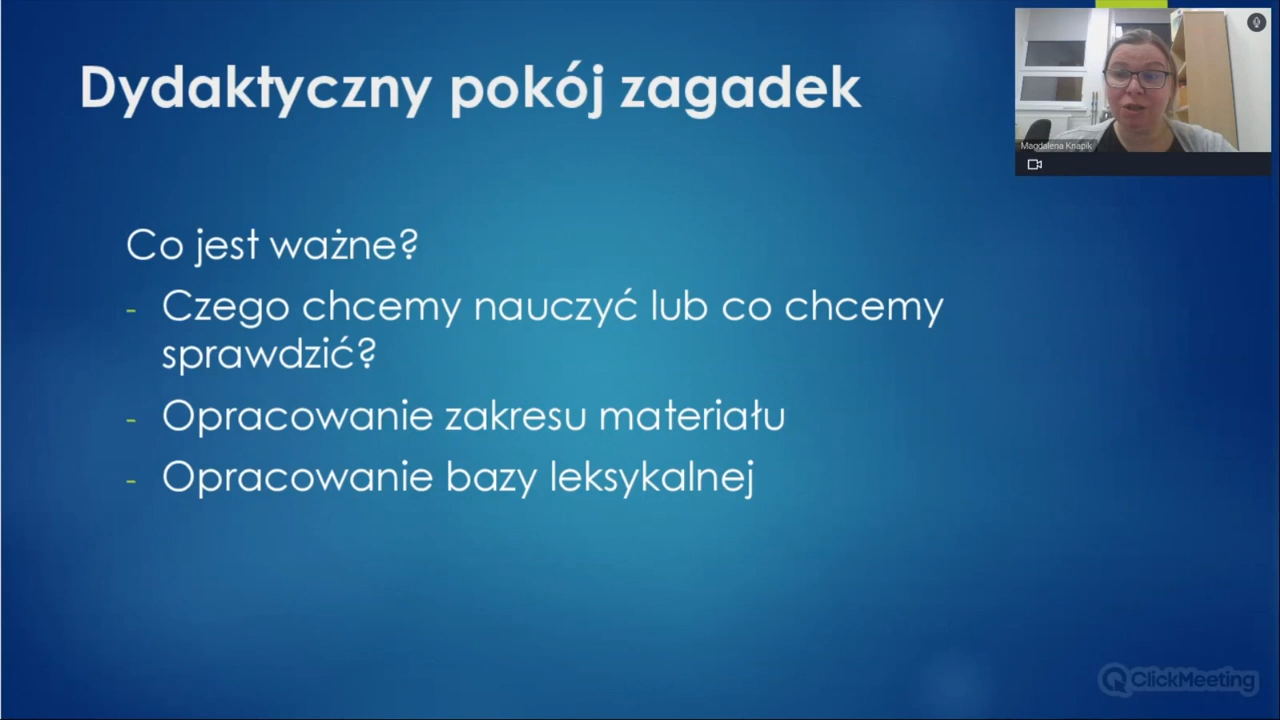 Dydaktyczny pokój zagadek
Magdalena Knapik
Co jest ważne?
- Czego chcemy nauczyć lub co chcemy
sprawdzić?
- Opracowanie zakresu materiału
- Opracowanie bazy leksykalnej
ClickMeeting